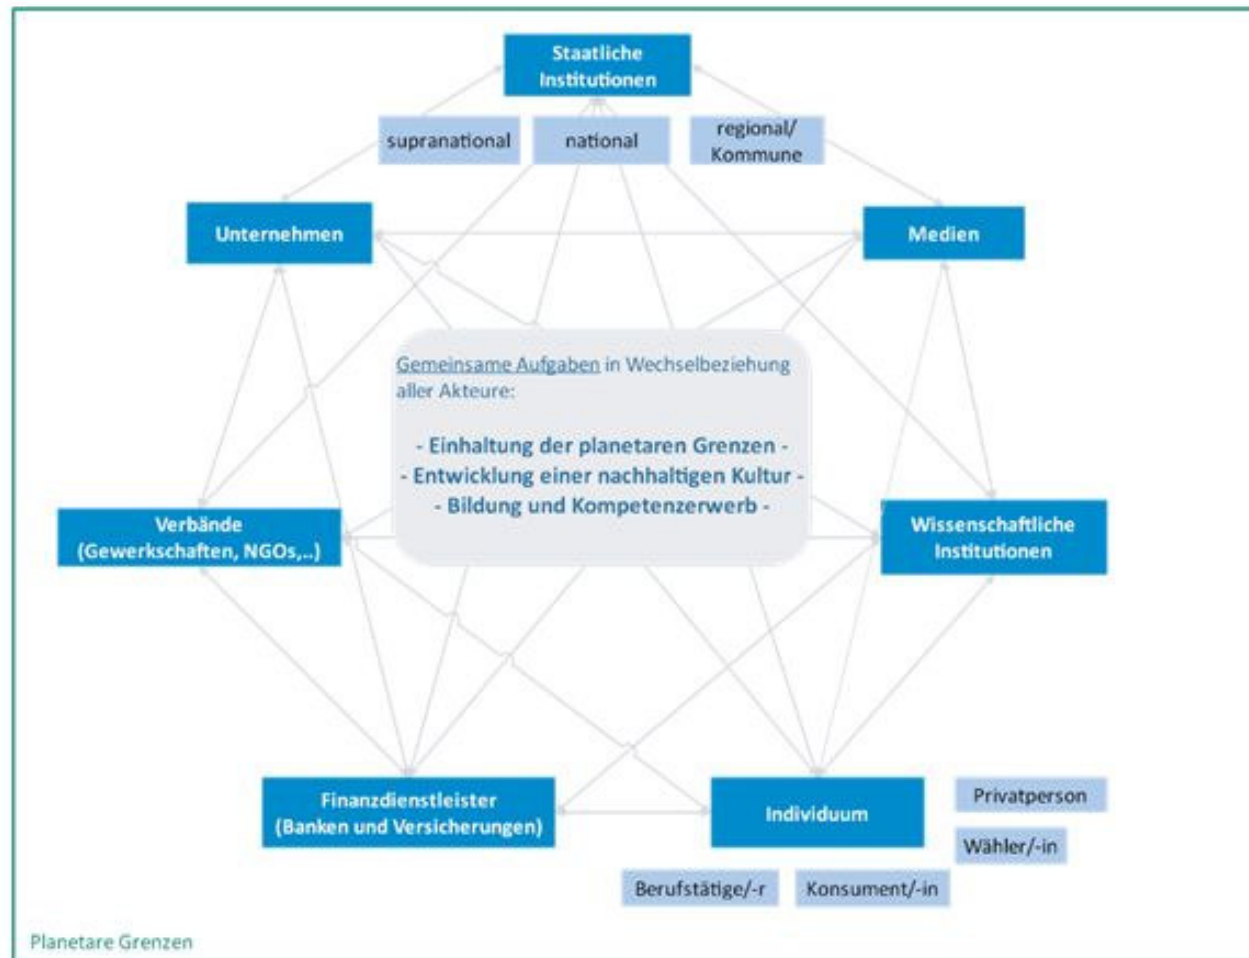 Staatliche
Institutionen
supranational
national
regional/
Kommune
Unternehmen
Medien
Gemeinsame Aufgaben in Wechselbeziehung
aller Akteure:
- Einhaltung der planetaren Grenzen -
- Entwicklung einer nachhaltigen Kultur -
- Bildung und Kompetenzerwerb -
Verbände
(Gewerkschaften, NGOs,..)
Wissenschaftliche
Institutionen
Finanzdienstleister
(Banken und Versicherungen)
Individuum
Privatperson
Wähler/-in
Berufstätige/-r
Konsument/-in
Planetare Grenzen